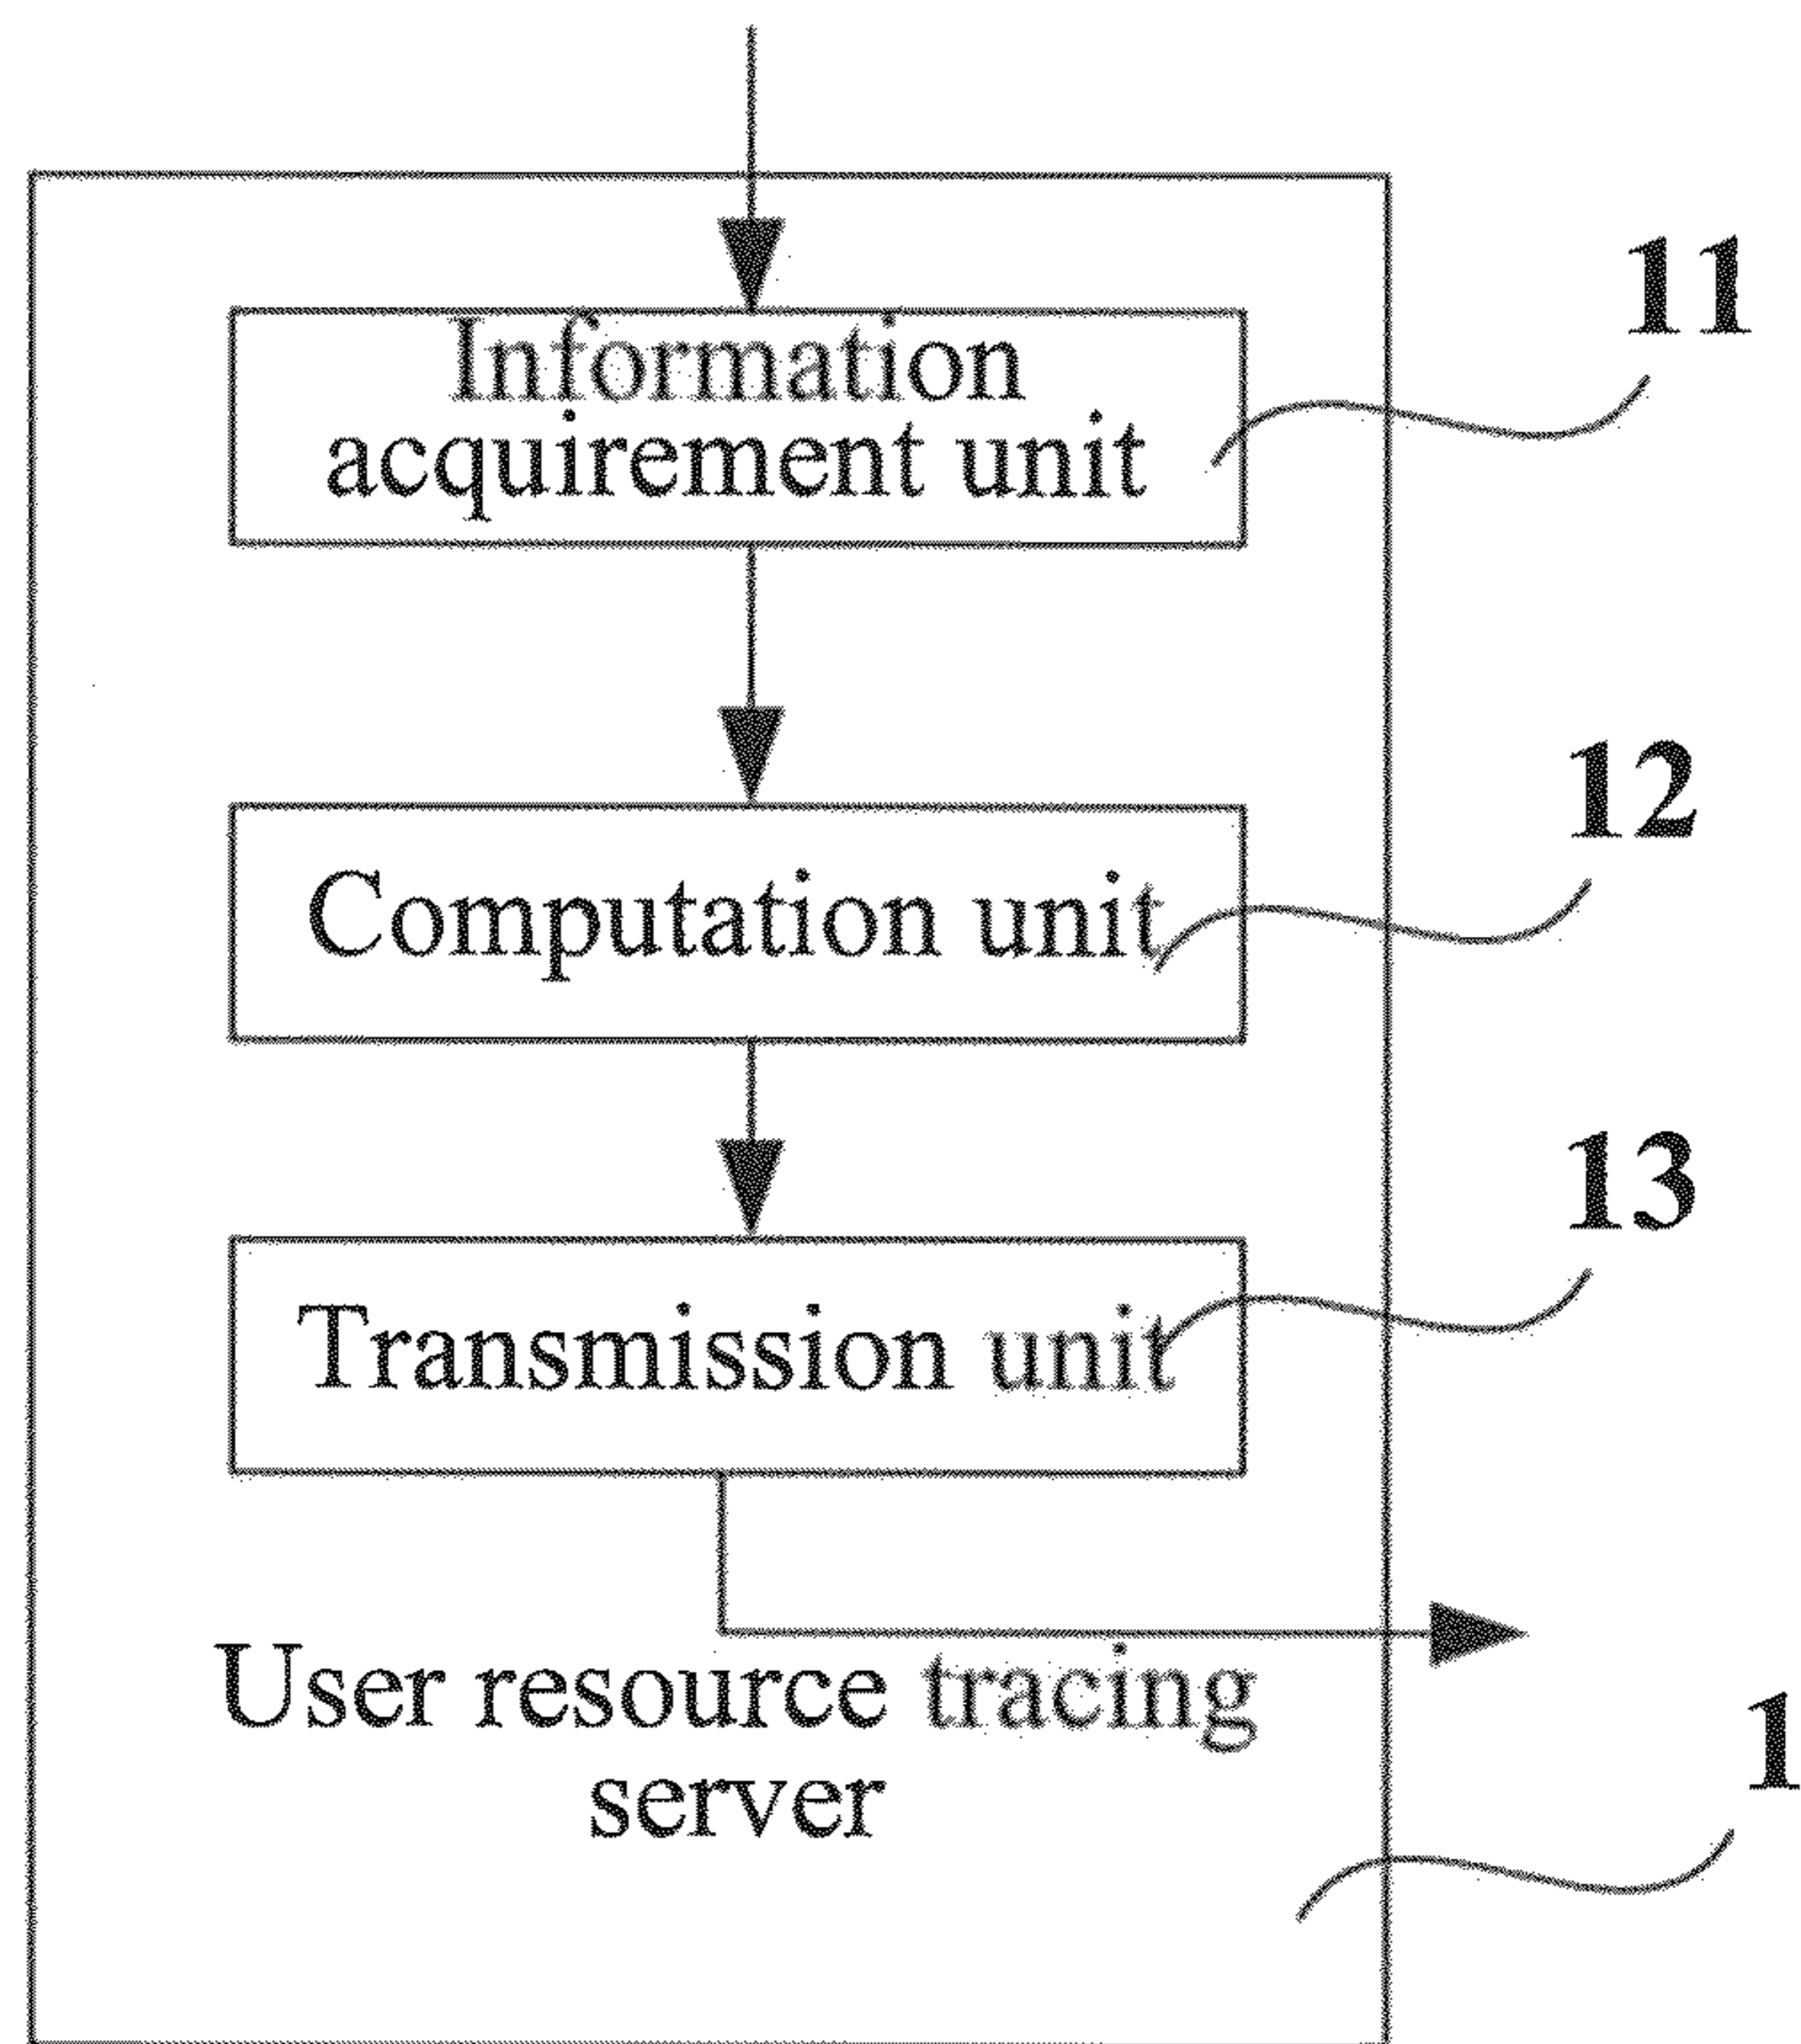 11
Information
acquirement unit
12
Computation unit
13
Transmission unit
User resource tracing
server
1